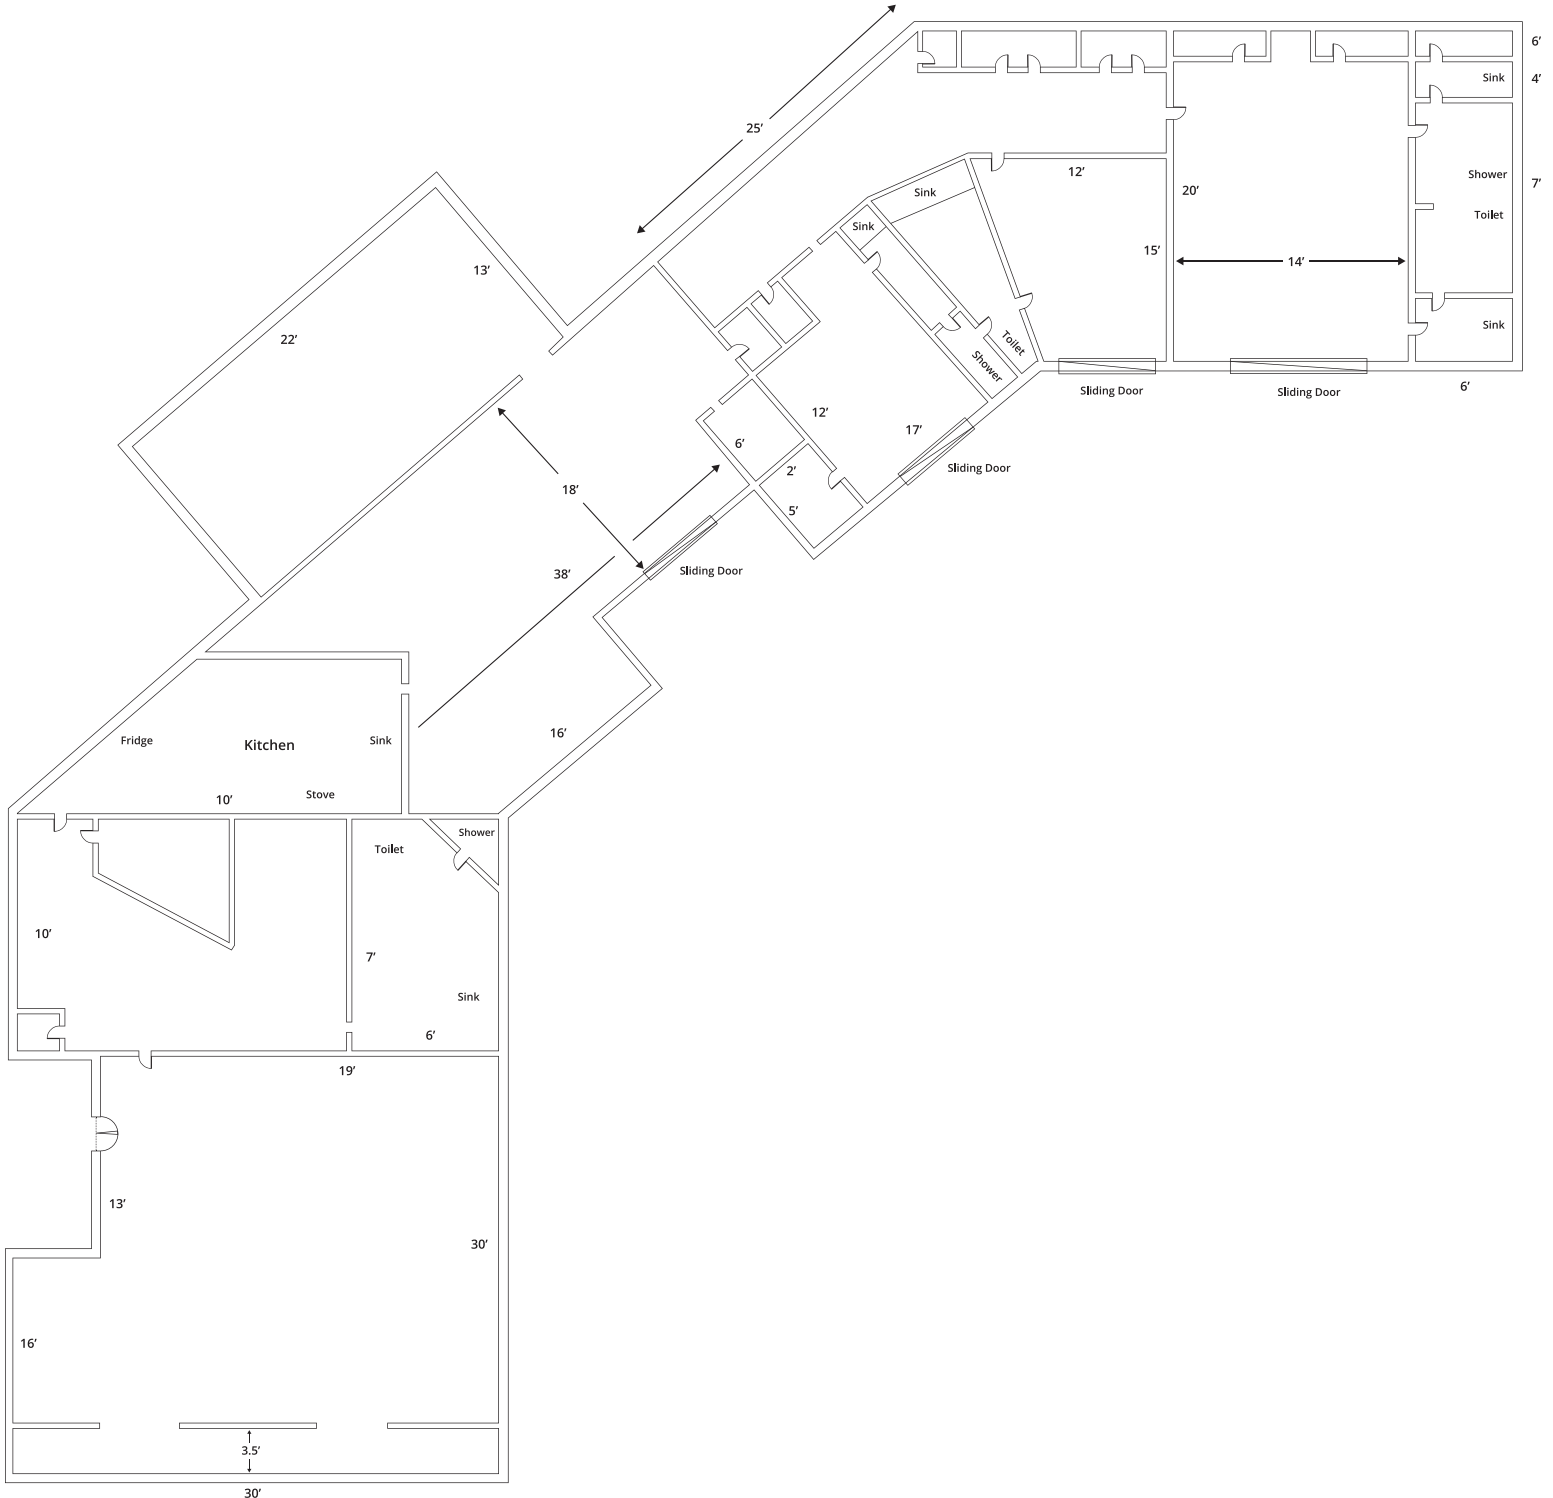 6’
Sink
4’
25’
12’
Shower
7’
20’
Sink
Toilet
Sink
15’
14’
13’
Sink
22’
Toilet
Shower
Sliding Door
Sliding Door
6’
12’
17’
6’
Sliding Door
2’
18’
5’
38’
Sliding Door
16’
Fridge
Kitchen
Sink
10’
Stove
Shower
Toilet
10’
7’
Sink
6’
19’
13’
30’
16’
3.5’
30’